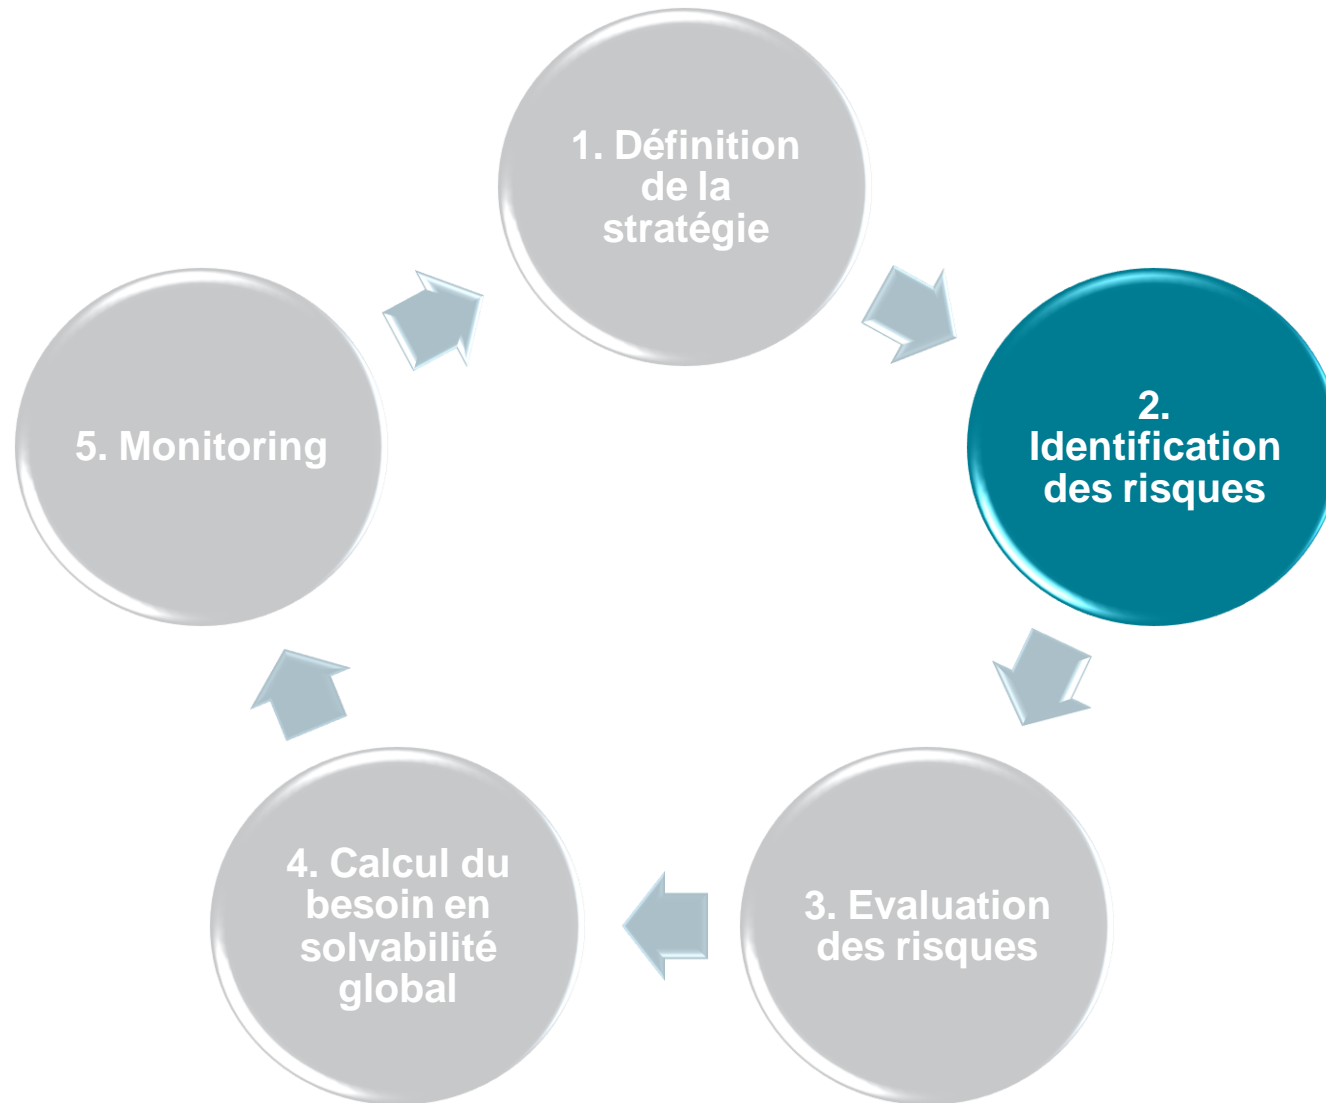 1. Définition
de la
stratégie
2.
Identification
des risques
3. Evaluation
des risques
4. Calcul du
besoin en
solvabilité
global
5. Monitoring